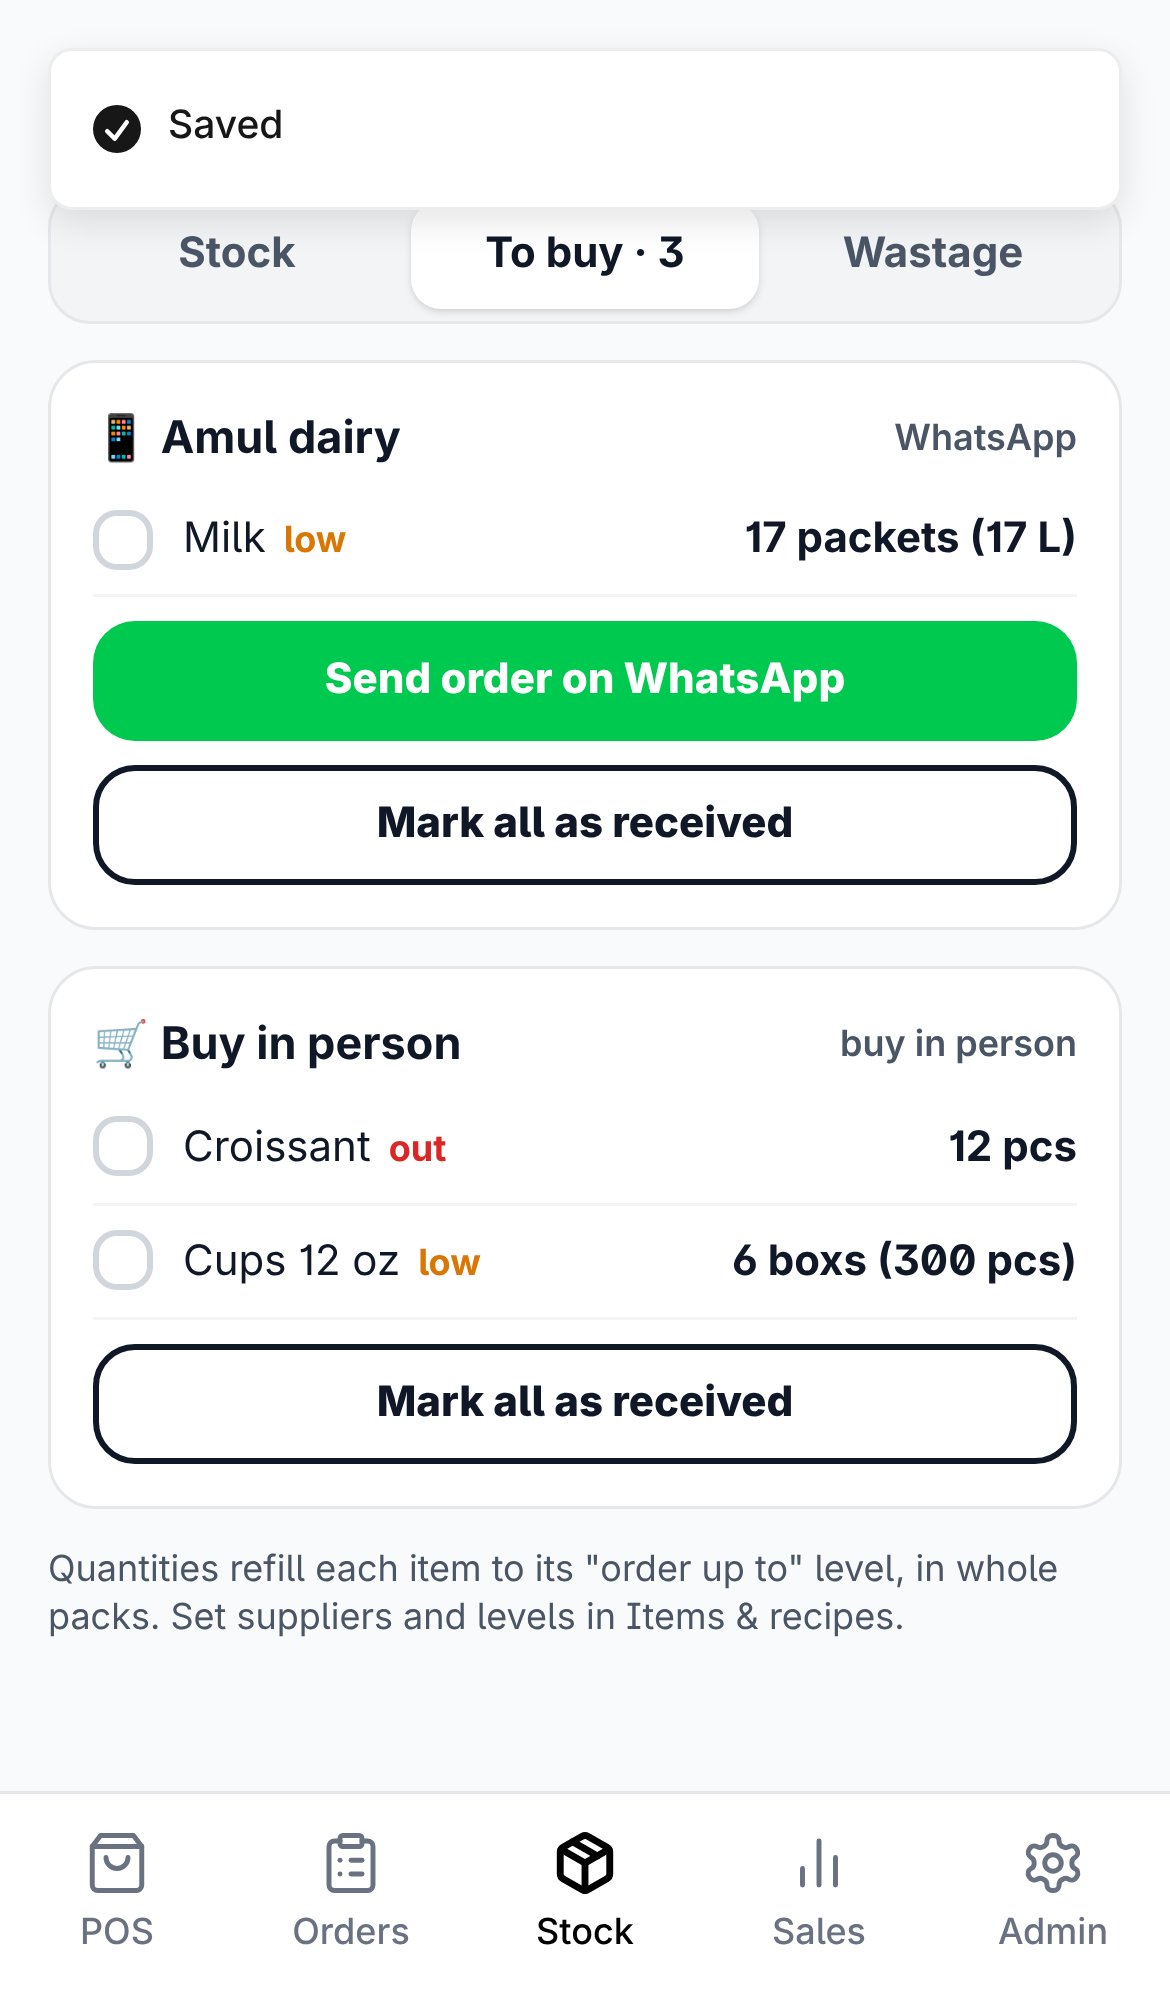 Saved
Stock
To buy · 3
Wastage
Amul dairy
WhatsApp
Milk low
17 packets (17 L)
Send order on WhatsApp
Mark all as received
Buy in person
buy in person
Croissant out
12 pcs
Cups 12 oz low
6 boxs (300 pcs)
Mark all as received
Quantities refill each item to its "order up to" level, in whole
packs. Set suppliers and levels in Items & recipes.
POS
Orders
Stock
Sales
Admin